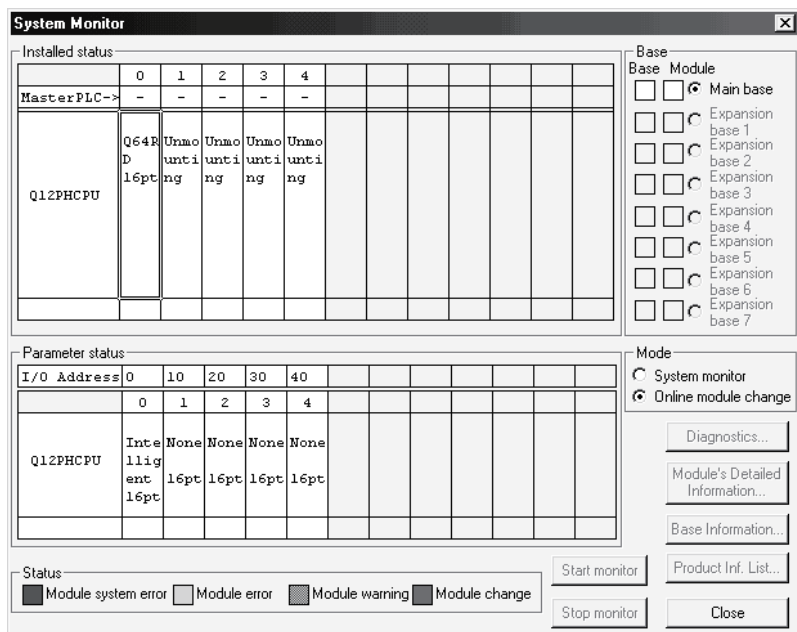 System Monitor
Installed status
0 1 2 3 4
MasterPLC-> - - - - -
Q12PHCPU
Q64R Unmo Unmo Unmo Unmo
D unti unti unti unti
16pt ng ng ng ng
Base
Base Module
Main base
Expansion
base 1
Expansion
base 2
Expansion
base 3
Expansion
base 4
Expansion
base 5
Expansion
base 6
Expansion
base 7
Parameter status
I/O Address 0 10 20 30 40
0 1 2 3 4
Q12PHCPU
Inte None None None None
llig
ent 16pt 16pt 16pt 16pt
16pt
Mode
System monitor
Online module change
Diagnostics...
Module's Detailed
Information...
Base Information...
Product Inf. List...
Close
Start monitor
Stop monitor
Status
Module system error Module error Module warning Module change